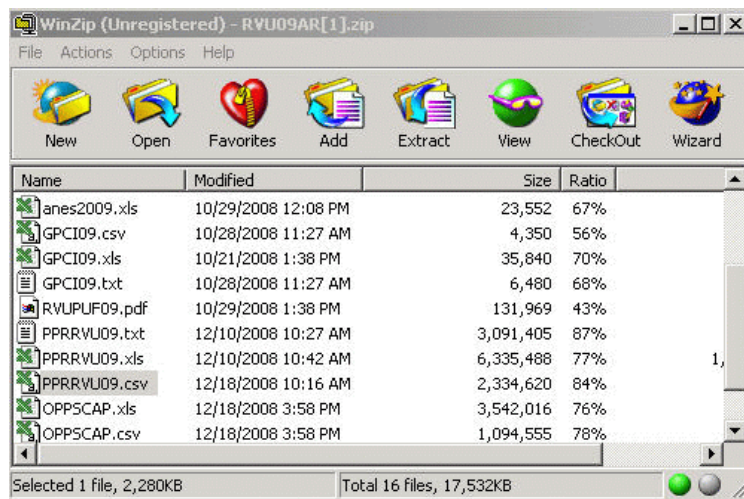 WinZip (Unregistered) - RVU09AR[1].zip
File Actions Options Help
New Open Favorites Add Extract View CheckOut Wizard
Name Modified Size Ratio
anes2009.xls 10/29/2008 12:08 PM 23,552 67%
GPCI09.csv 10/28/2008 11:27 AM 4,350 56%
GPCI09.xls 10/21/2008 1:38 PM 35,840 70%
GPCI09.txt 10/28/2008 11:27 AM 6,480 68%
RVUPUF09.pdf 10/29/2008 1:38 PM 131,969 43%
PPRRVU09.txt 12/10/2008 10:27 AM 3,091,405 87%
PPRRVU09.xls 12/10/2008 10:42 AM 6,335,488 77% 1,
PPRRVU09.csv 12/18/2008 10:16 AM 2,334,620 84%
OPPSCAP.xls 12/18/2008 3:58 PM 3,542,016 76%
OPPSCAP.csv 12/18/2008 3:58 PM 1,094,555 78%
Selected 1 file, 2,280KB Total 16 files, 17,532KB